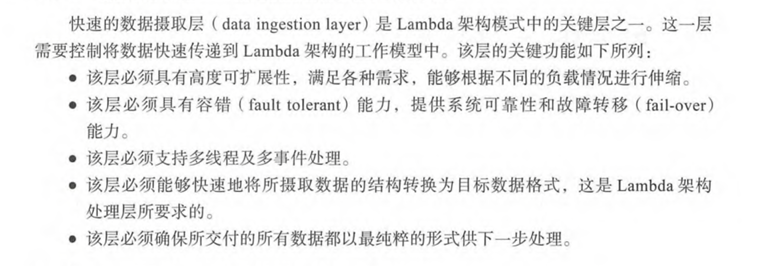 快速的数据摄取层（data ingestion layer）是 Lambda 架构模式中的关键层之一。这一层
需要控制将数据快速传递到 Lambda 架构的工作模型中。该层的关键功能如下所列：
● 该层必须具有高度可扩展性，满足各种需求，能够根据不同的负载情况进行伸缩。
● 该层必须具有容错（fault tolerant）能力，提供系统可靠性和故障转移（fail-over）
能力。
● 该层必须支持多线程及多事件处理。
● 该层必须能够快速地将所摄取数据的结构转换为目标数据格式，这是 Lambda 架构
处理层所要求的。
● 该层必须确保所交付的所有数据都以最纯粹的形式供下一步处理。